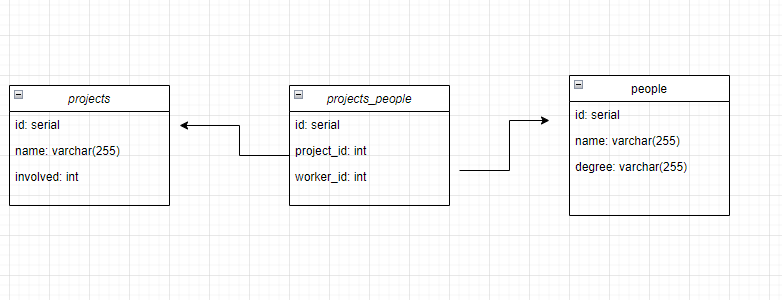 projects
id: serial
name: varchar(255)
involved: int
projects_people
id: serial
project_id: int
worker_id: int
people
id: serial
name: varchar(255)
degree: varchar(255)